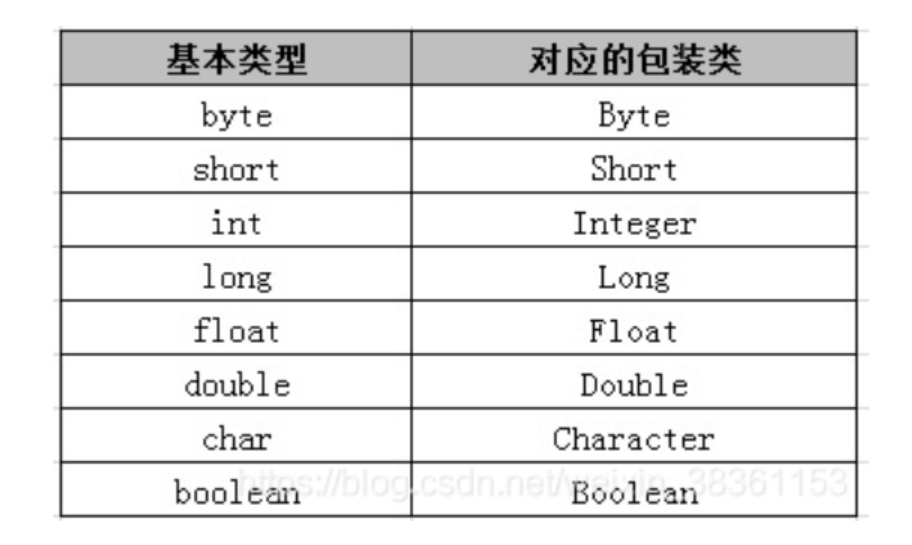 基本类型 对应的包装类
byte Byte
short Short
int Integer
long Long
float Float
double Double
char Character
boolean Boolean
https://blog.csdn.net/weixin_38361153